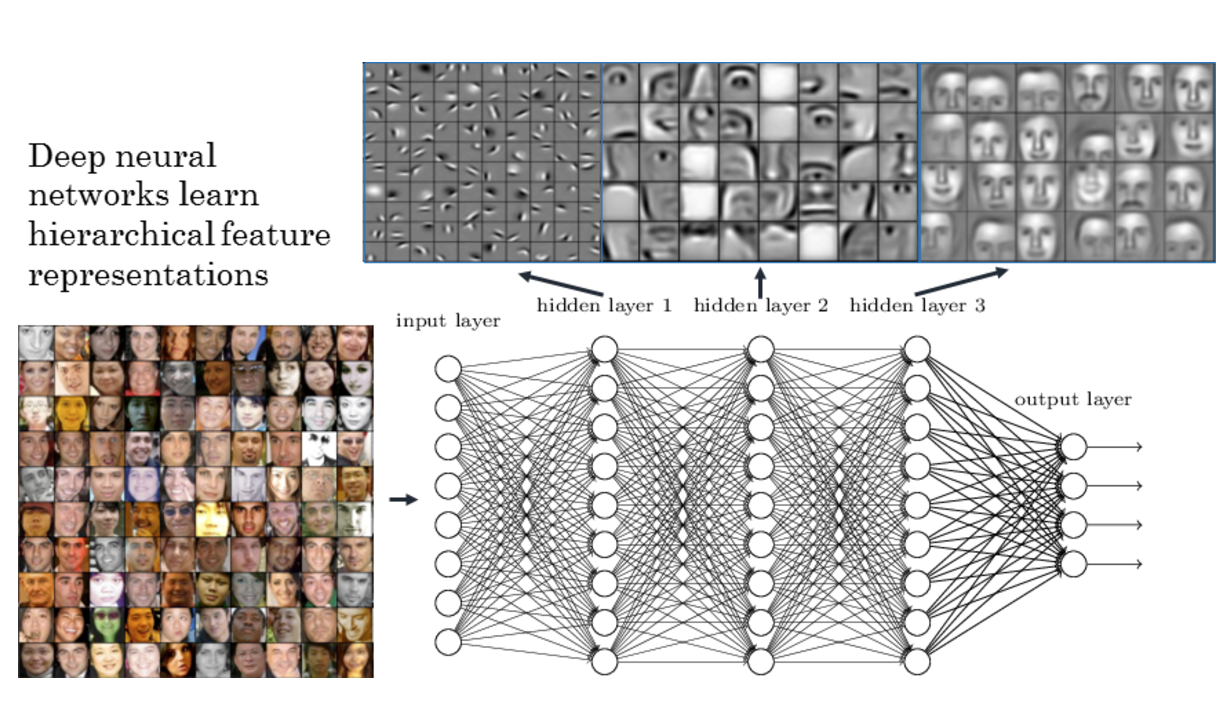 Deep neural
networks learn
hierarchical feature
representations
input layer
hidden layer 1
hidden layer 2
hidden layer 3
output layer